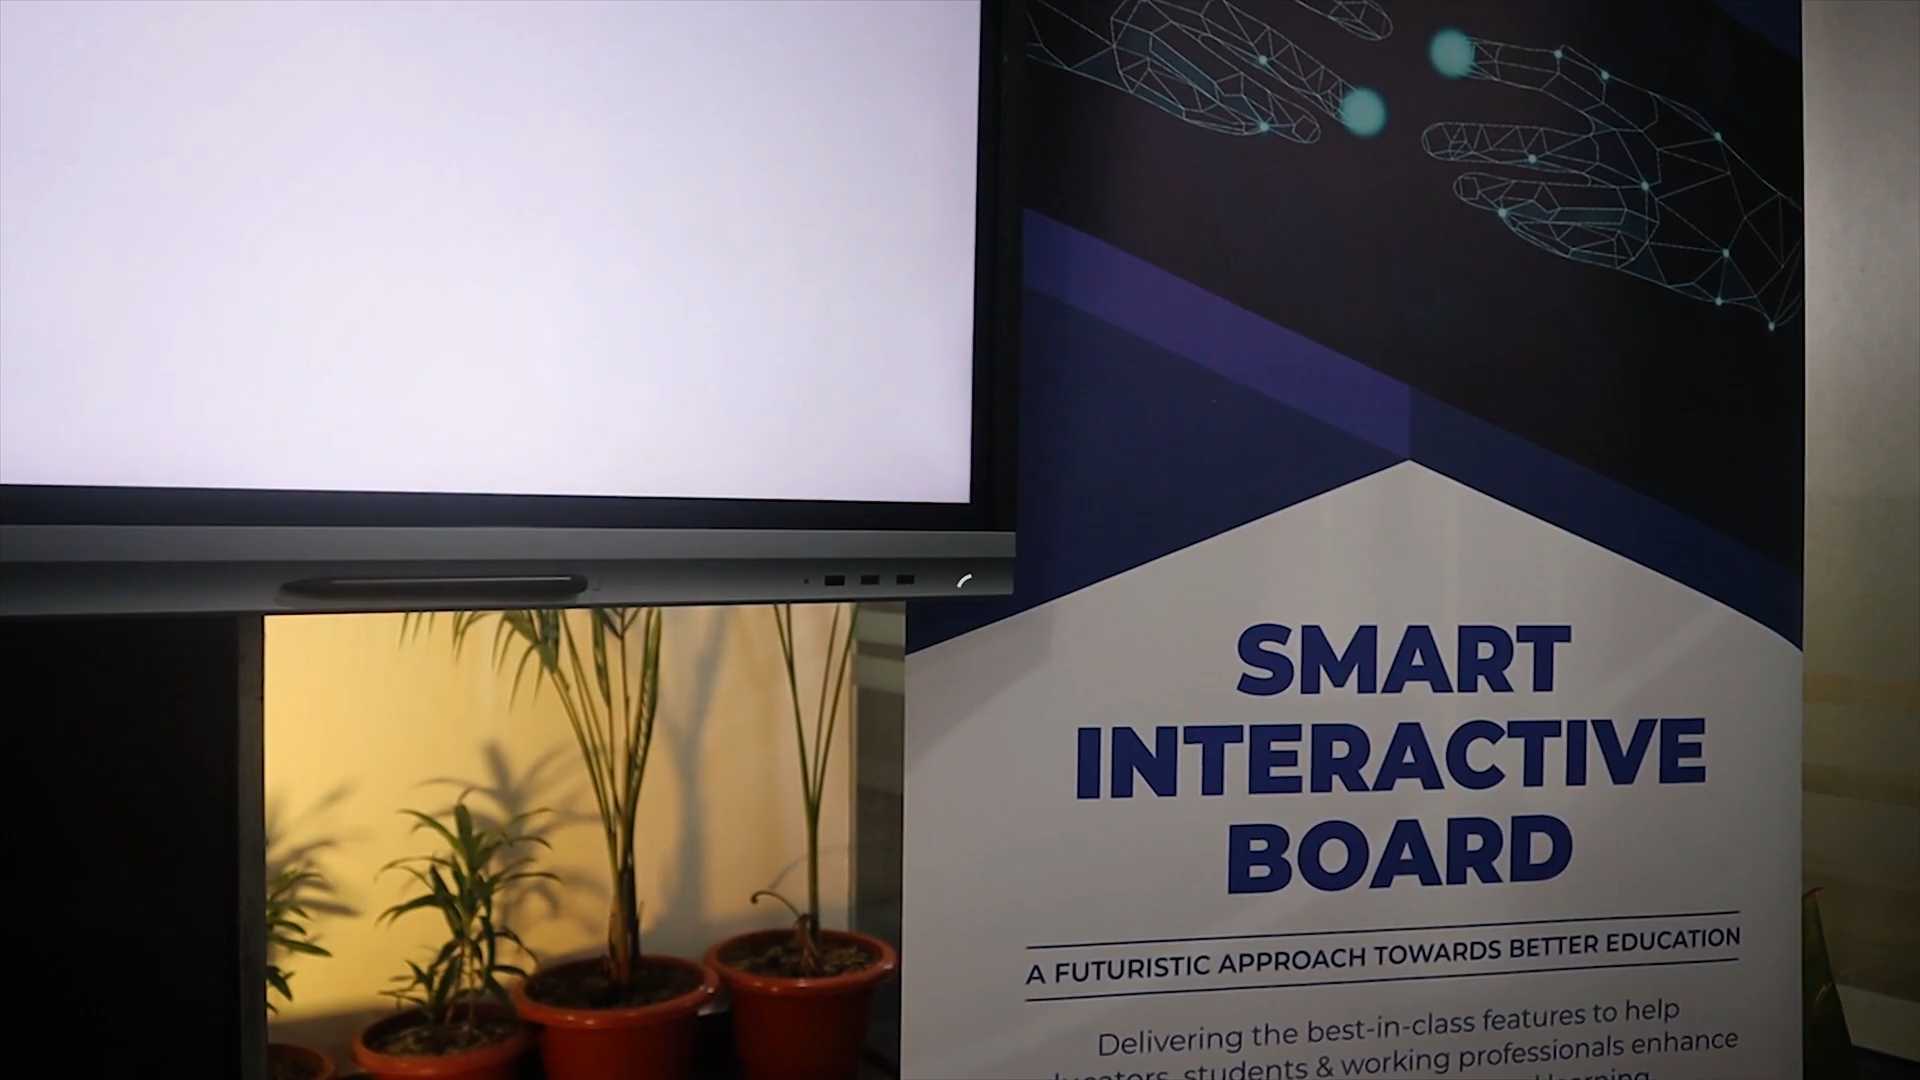 SMART
INTERACTIVE
BOARD
A FUTURISTIC APPROACH TOWARDS BETTER EDUCATION
Delivering the best-in-class features to help
students & working professionals enhance